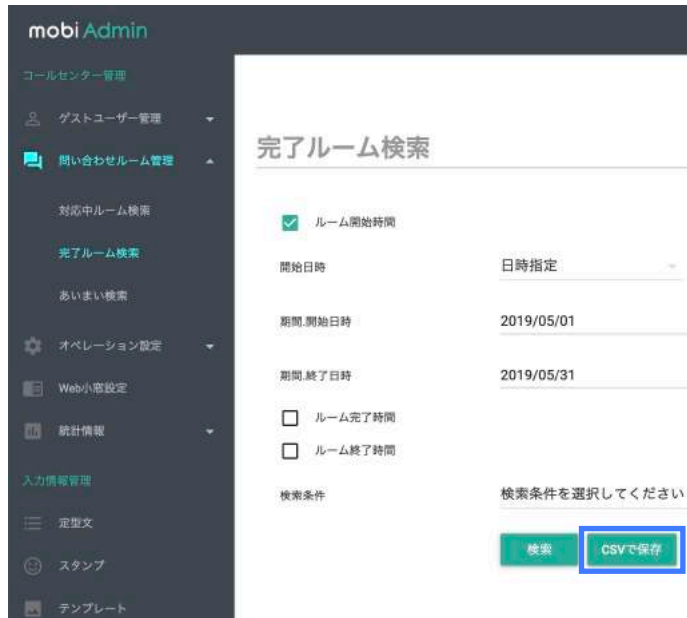 mobi Admin
コールセンター管理
ゲストユーザー管理
問い合わせルーム管理
対応中ルーム検索
完了ルーム検索
あいまい検索
オペレーション設定
Web小窓設定
統計情報
入力情報管理
定型文
スタンプ
テンプレート
完了ルーム検索
ルーム開始時間
開始日時 日時指定
期間.開始日時 2019/05/01
期間.終了日時 2019/05/31
ルーム完了時間
ルーム終了時間
検索条件 検索条件を選択してください
検索 CSVで保存